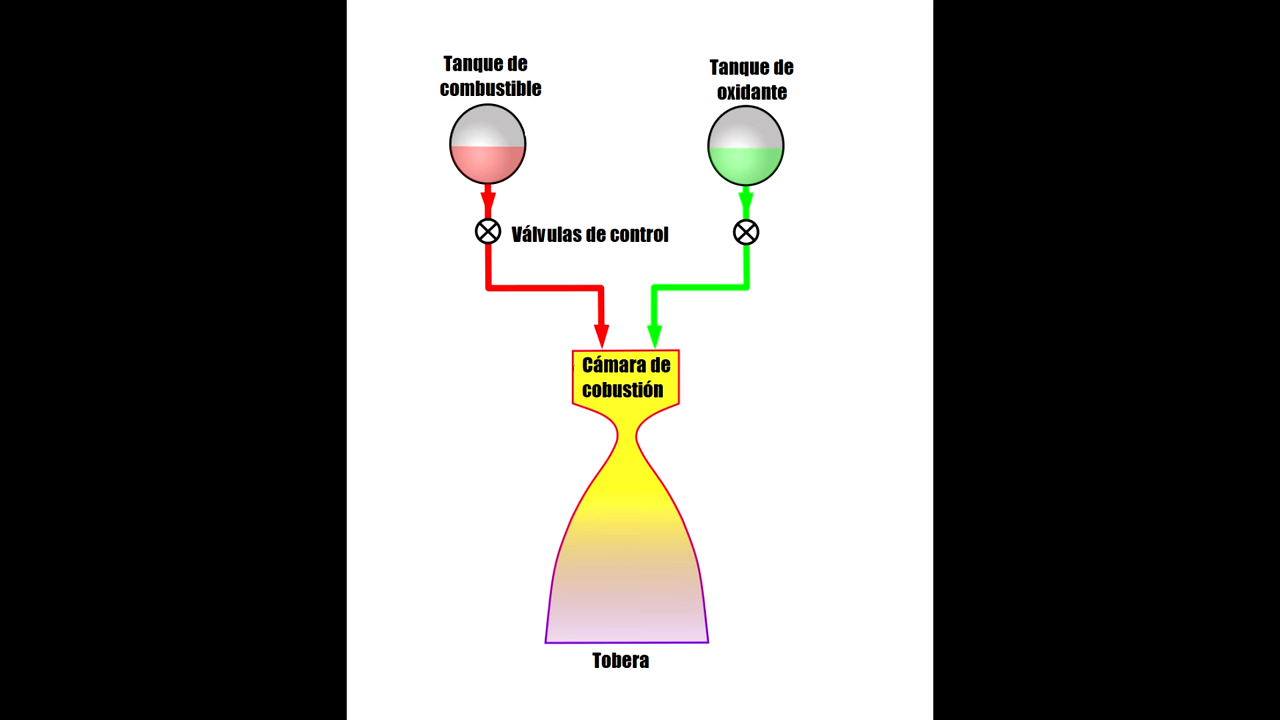 Tanque de
combustible
Tanque de
oxidante
Válvulas de control
Cámara de
cobustión
Tobera